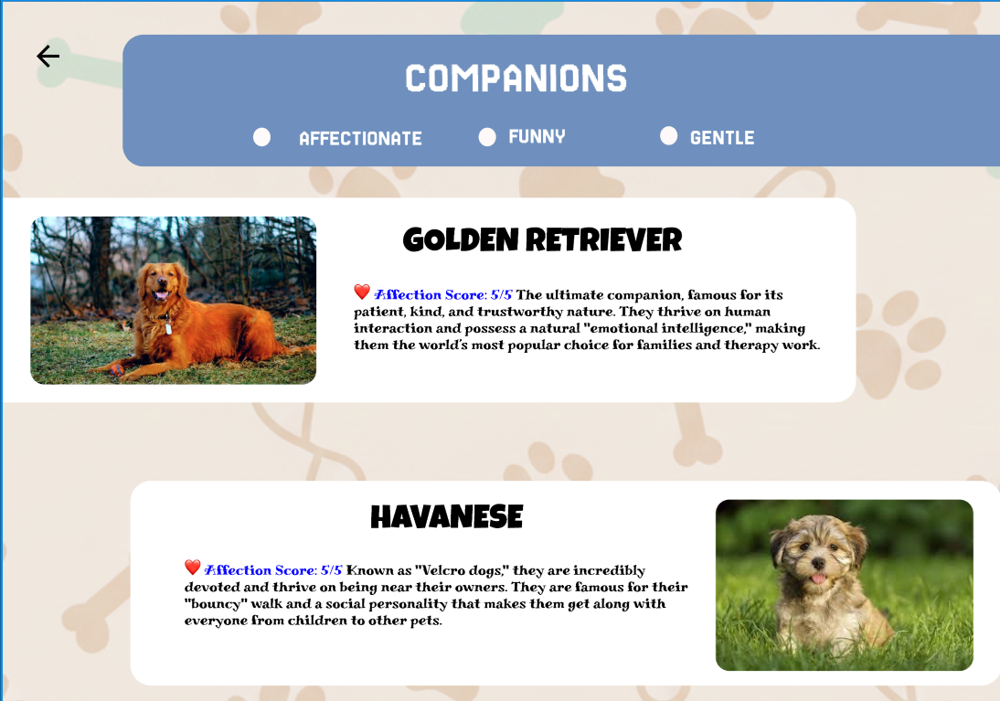 COMPANIONS
AFFECTIONATE FUNNY GENTLE
GOLDEN RETRIEVER
❤️ Affection Score: 5/5 The ultimate companion, famous for its
patient, kind, and trustworthy nature. They thrive on human
interaction and possess a natural "emotional intelligence," making
them the world's most popular choice for families and therapy work.
HAVANESE
❤️ Affection Score: 5/5 Known as "Velcro dogs," they are incredibly
devoted and thrive on being near their owners. They are famous for their
"bouncy" walk and a social personality that makes them get along with
everyone from children to other pets.